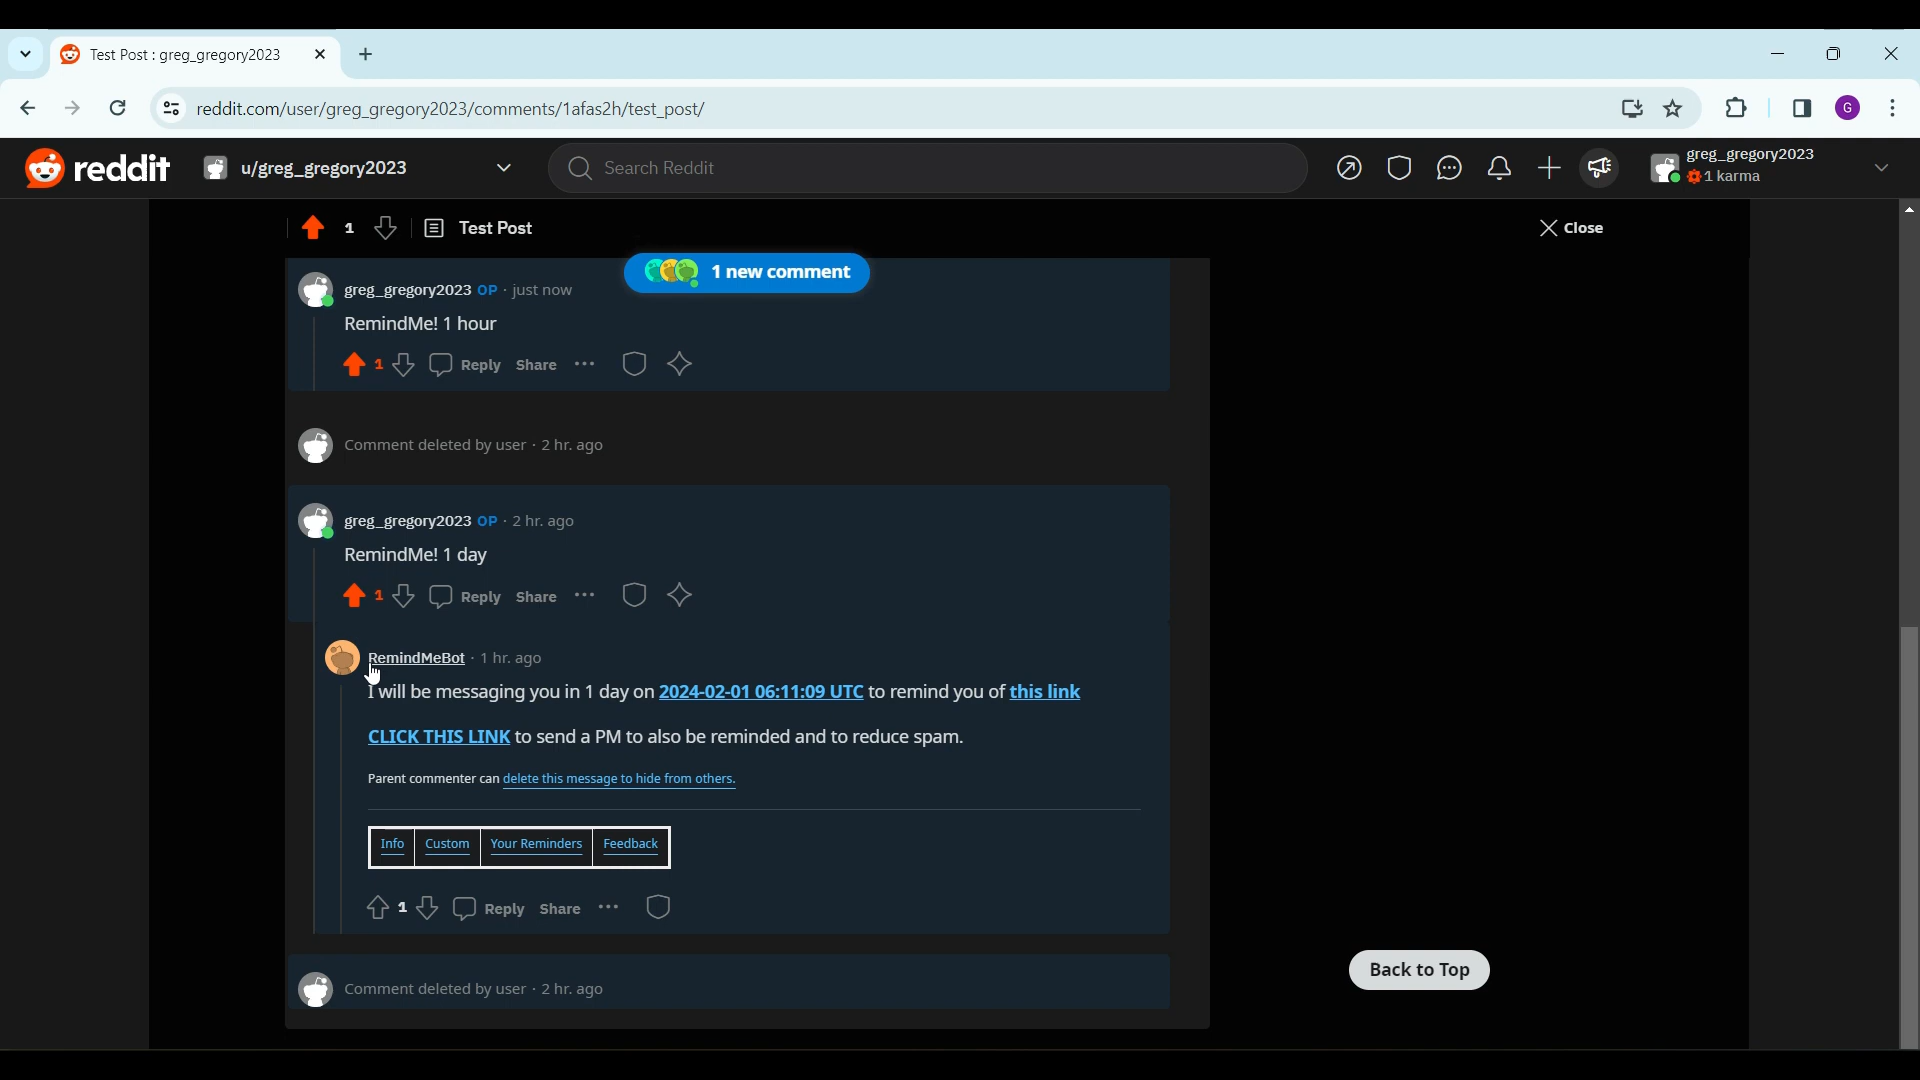 Test Post : greg_gregory2023
reddit.com/user/greg_gregory2023/comments/1afas2h/test_post/
G
reddit
u/greg_gregory2023
Search Reddit
greg_gregory2023
1 karma
1
Test Post
Close
1 new comment
greg_gregory2023 OP · just now
RemindMe! 1 hour
1 Reply Share ···
Comment deleted by user · 2 hr. ago
greg_gregory2023 OP · 2 hr. ago
RemindMe! 1 day
1 Reply Share ···
RemindMeBot · 1 hr. ago
I will be messaging you in 1 day on 2024-02-01 06:11:09 UTC to remind you of this link
CLICK THIS LINK to send a PM to also be reminded and to reduce spam.
Parent commenter can delete this message to hide from others.
Info Custom Your Reminders Feedback
1 Reply Share ···
Back to Top
Comment deleted by user · 2 hr. ago